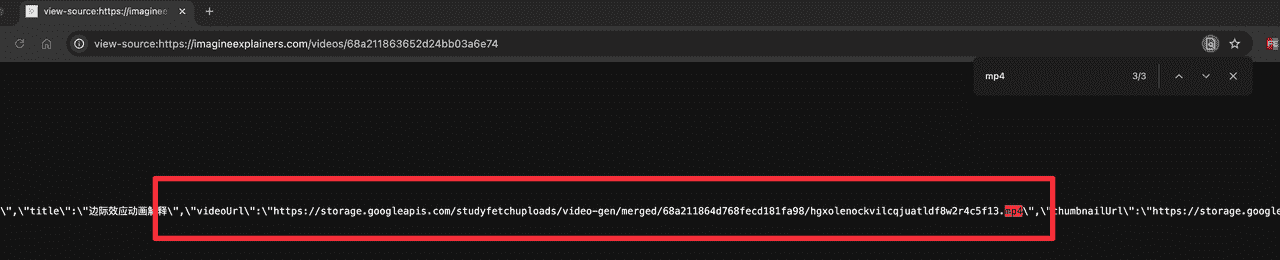 view-source:https://imaginee
view-source:https://imagineexplainers.com/videos/68a211863652d24bb03a6e74
mp4 3/3
\",\"title\":\"边际效应动画解释\",\"videoUrl\":\"https://storage.googleapis.com/studyfetchuploads/video-gen/merged/68a211864d768fecd181fa98/hgxolenockvilcqjuatldf8w2r4c5f13.mp4\",\"thumbnailUrl\":\"https://storage.google